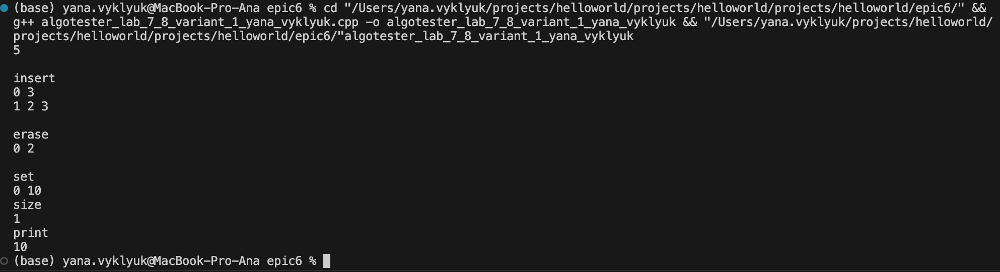 (base) yana.vyklyuk@MacBook-Pro-Ana epic6 % cd "/Users/yana.vyklyuk/projects/helloworld/projects/helloworld/projects/helloworld/epic6/" &&
g++ algotester_lab_7_8_variant_1_yana_vyklyuk.cpp -o algotester_lab_7_8_variant_1_yana_vyklyuk && "/Users/yana.vyklyuk/projects/helloworld/
projects/helloworld/projects/helloworld/epic6/"algotester_lab_7_8_variant_1_yana_vyklyuk
5
insert
0 3
1 2 3
erase
0 2
set
0 10
size
1
print
10
(base) yana.vyklyuk@MacBook-Pro-Ana epic6 %